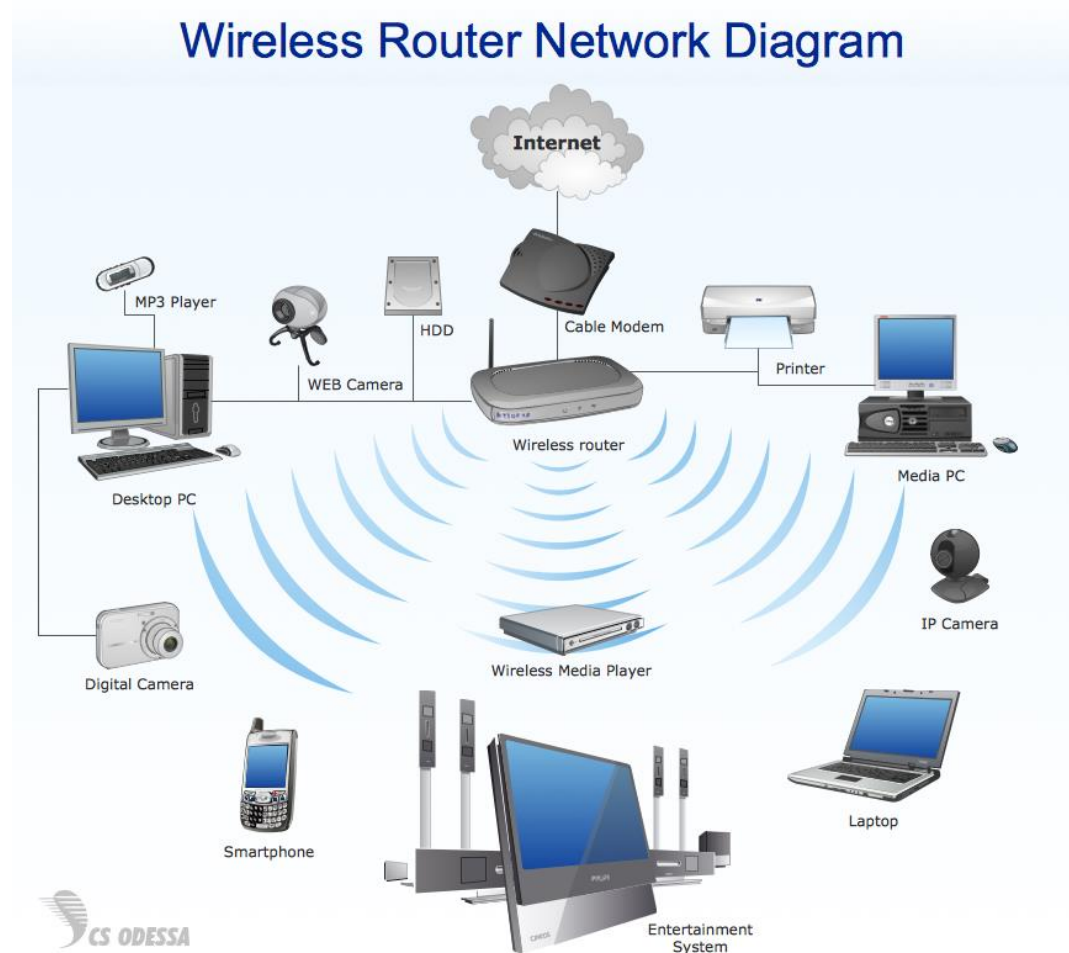 Wireless Router Network Diagram
Internet
MP3 Player
HDD
Cable Modem
WEB Camera
Printer
Wireless router
Desktop PC
Media PC
IP Camera
Wireless Media Player
Digital Camera
Laptop
Smartphone
PHILIPS
Entertainment
System
CS ODESSA